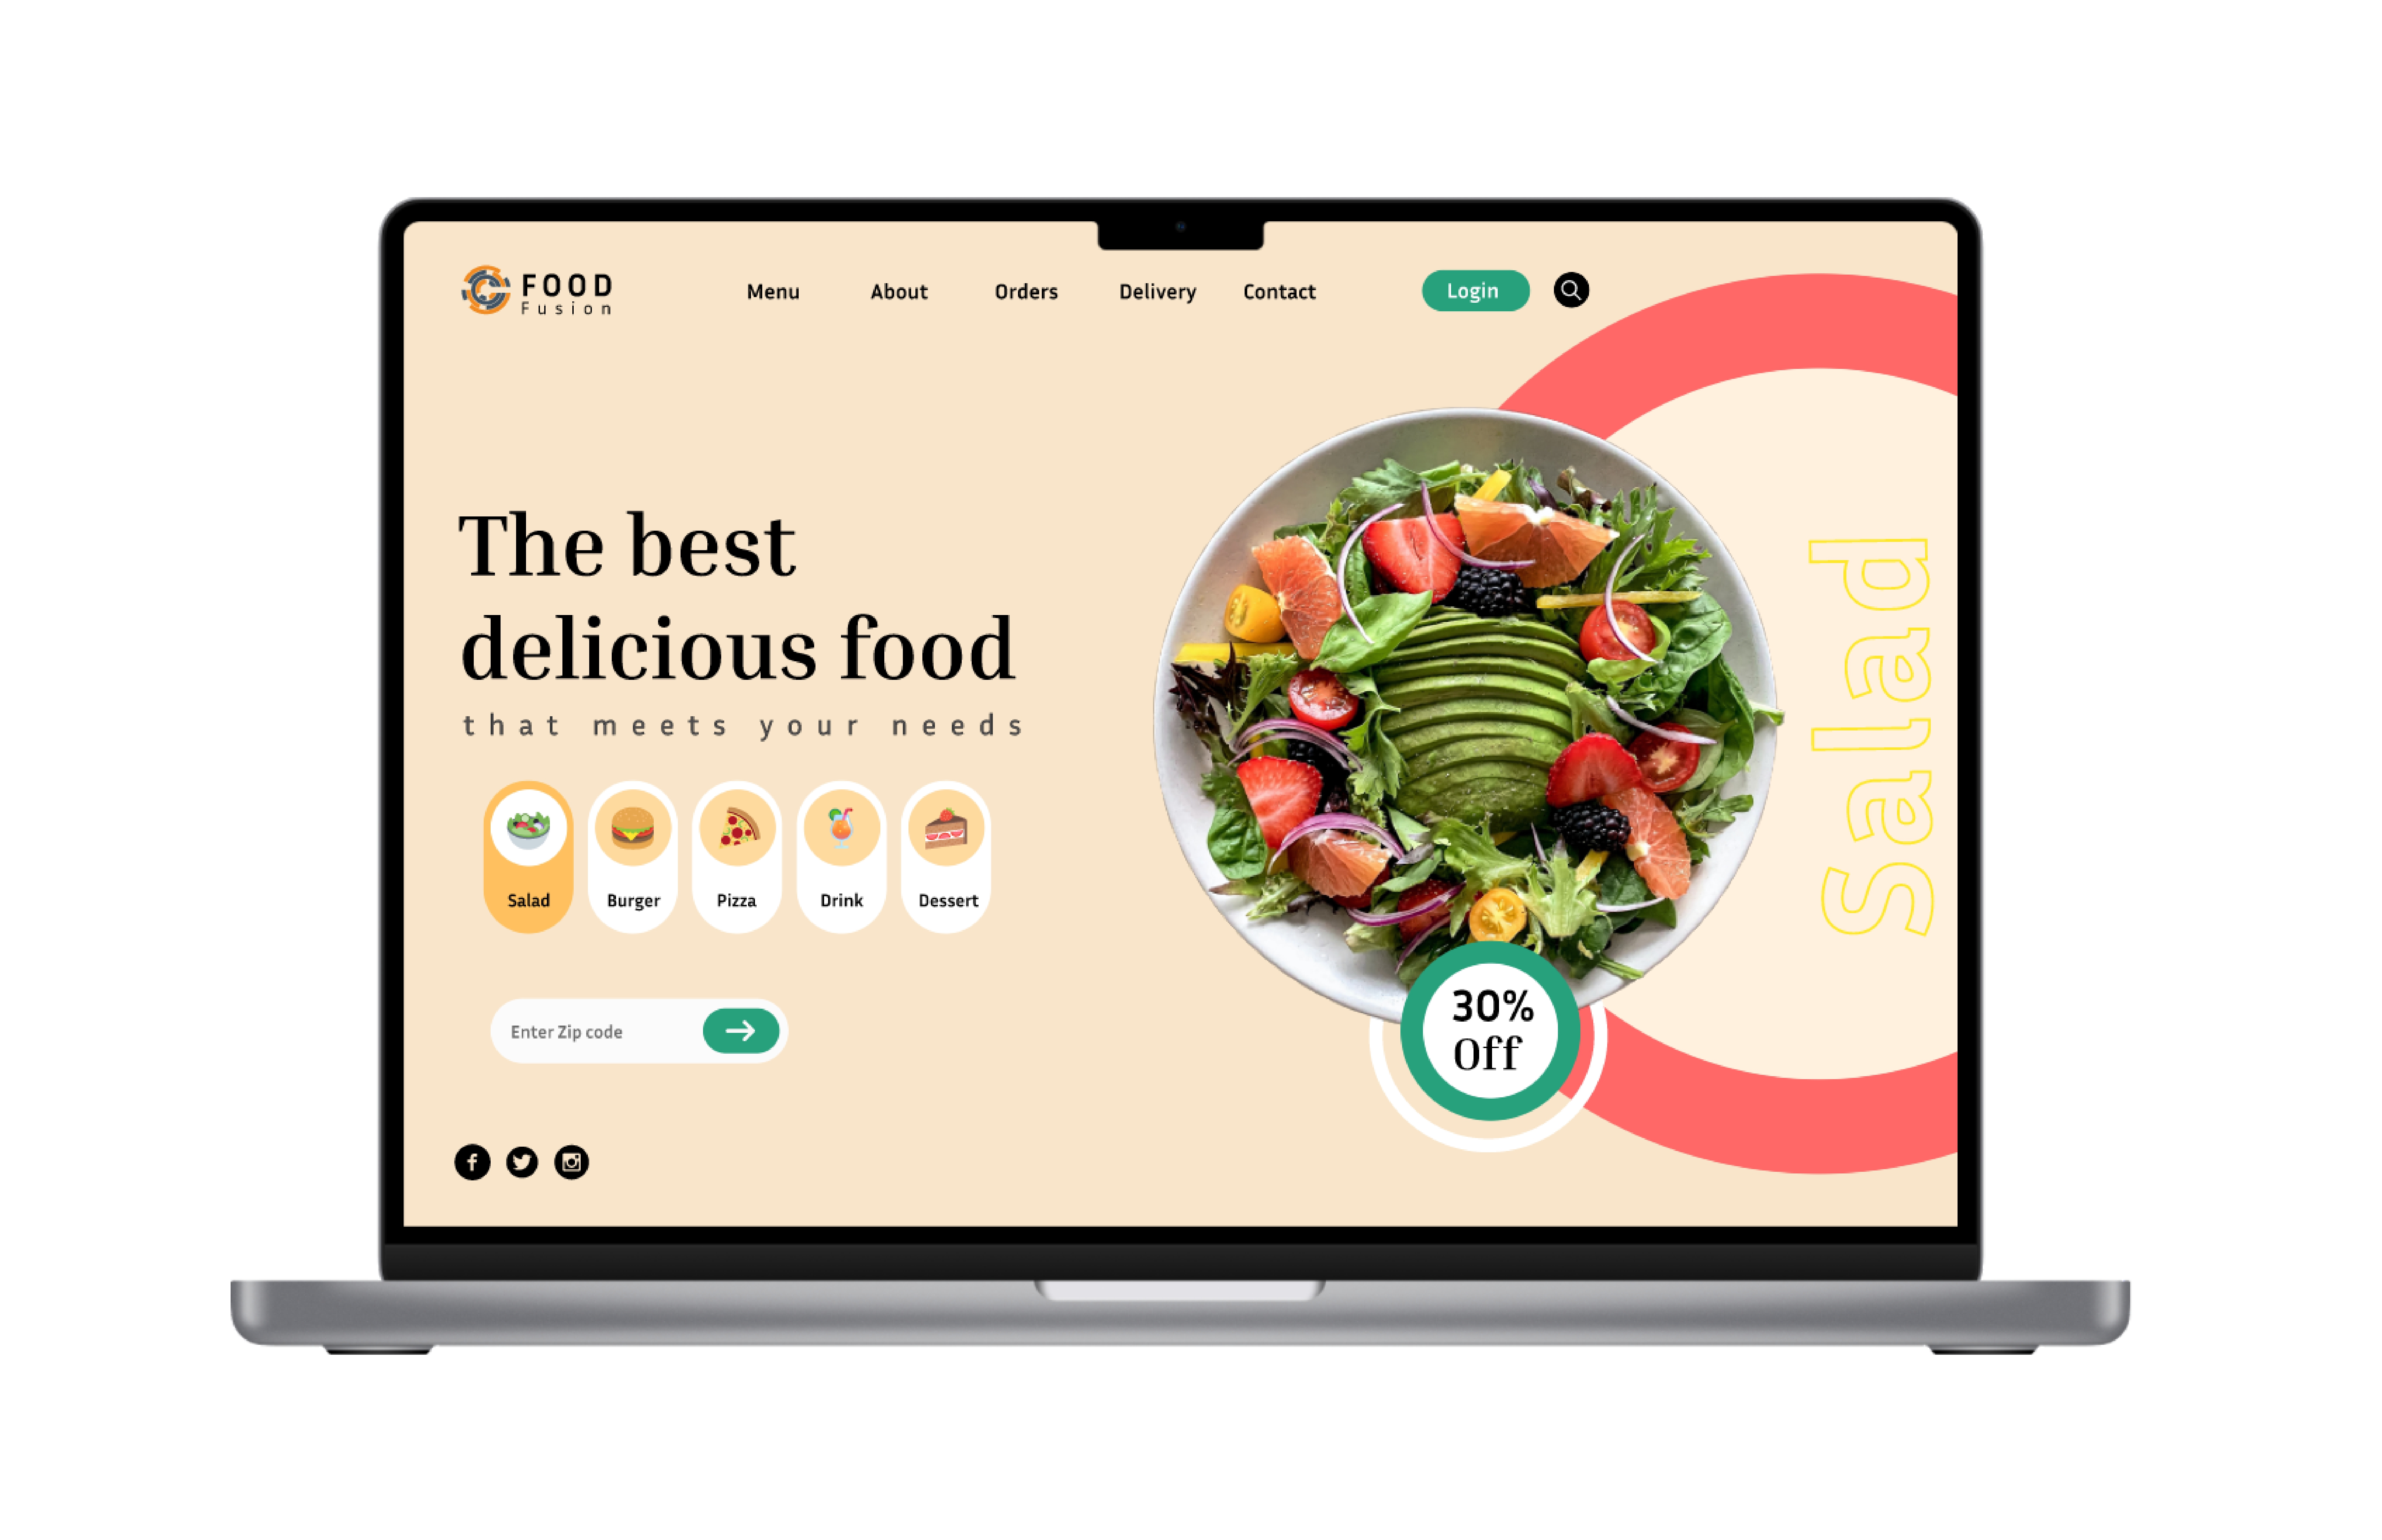 FOOD
Fusion
Menu About Orders Delivery Contact Login
The best
delicious food
that meets your needs
Salad Burger Pizza Drink Dessert
Enter Zip code
30%
Off
Salad